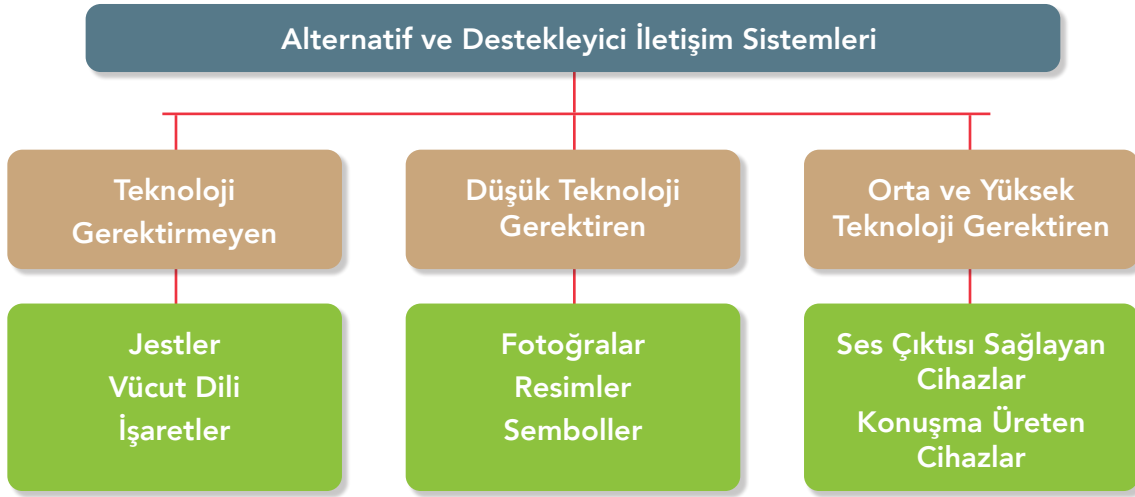 Alternatif ve Destekleyici İletişim Sistemleri
Teknoloji
Gerektirmeyen
Düşük Teknoloji
Gerektiren
Orta ve Yüksek
Teknoloji Gerektiren
Jestler
Vücut Dili
İşaretler
Fotoğralar
Resimler
Semboller
Ses Çıktısı Sağlayan
Cihazlar
Konuşma Üreten
Cihazlar